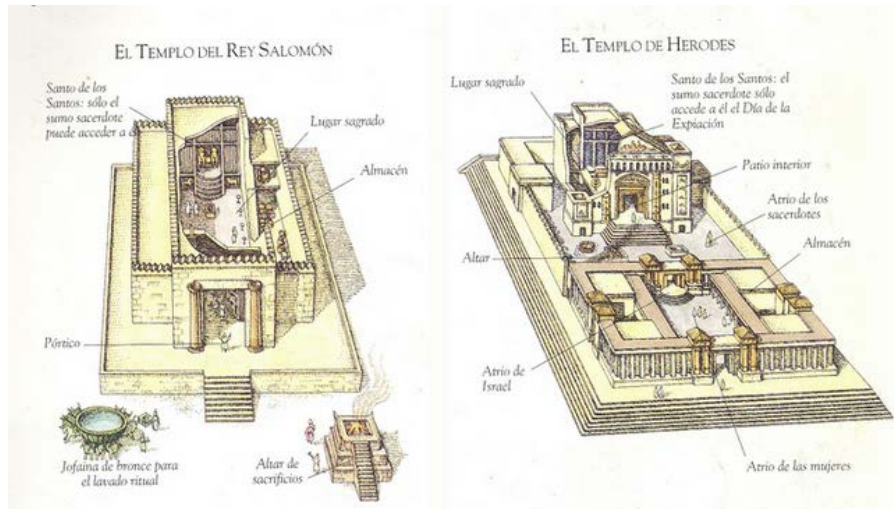 EL TEMPLO DEL REY SALOMÓN
Santo de los
Santos: sólo el
sumo sacerdote
puede acceder a é
Lugar sagrado
Almacén
Pórtico
Jofaina de bronce para
el lavado ritual
Altar de
sacrificios
EL TEMPLO DE HERODES
Lugar sagrado
Santo de los Santos: el
sumo sacerdote sólo
accede a él el Día de la
Expiación
Patio interior
Atrio de los
sacerdotes
Almacén
Altar
Atrio de
Israel
Atrio de las mujeres